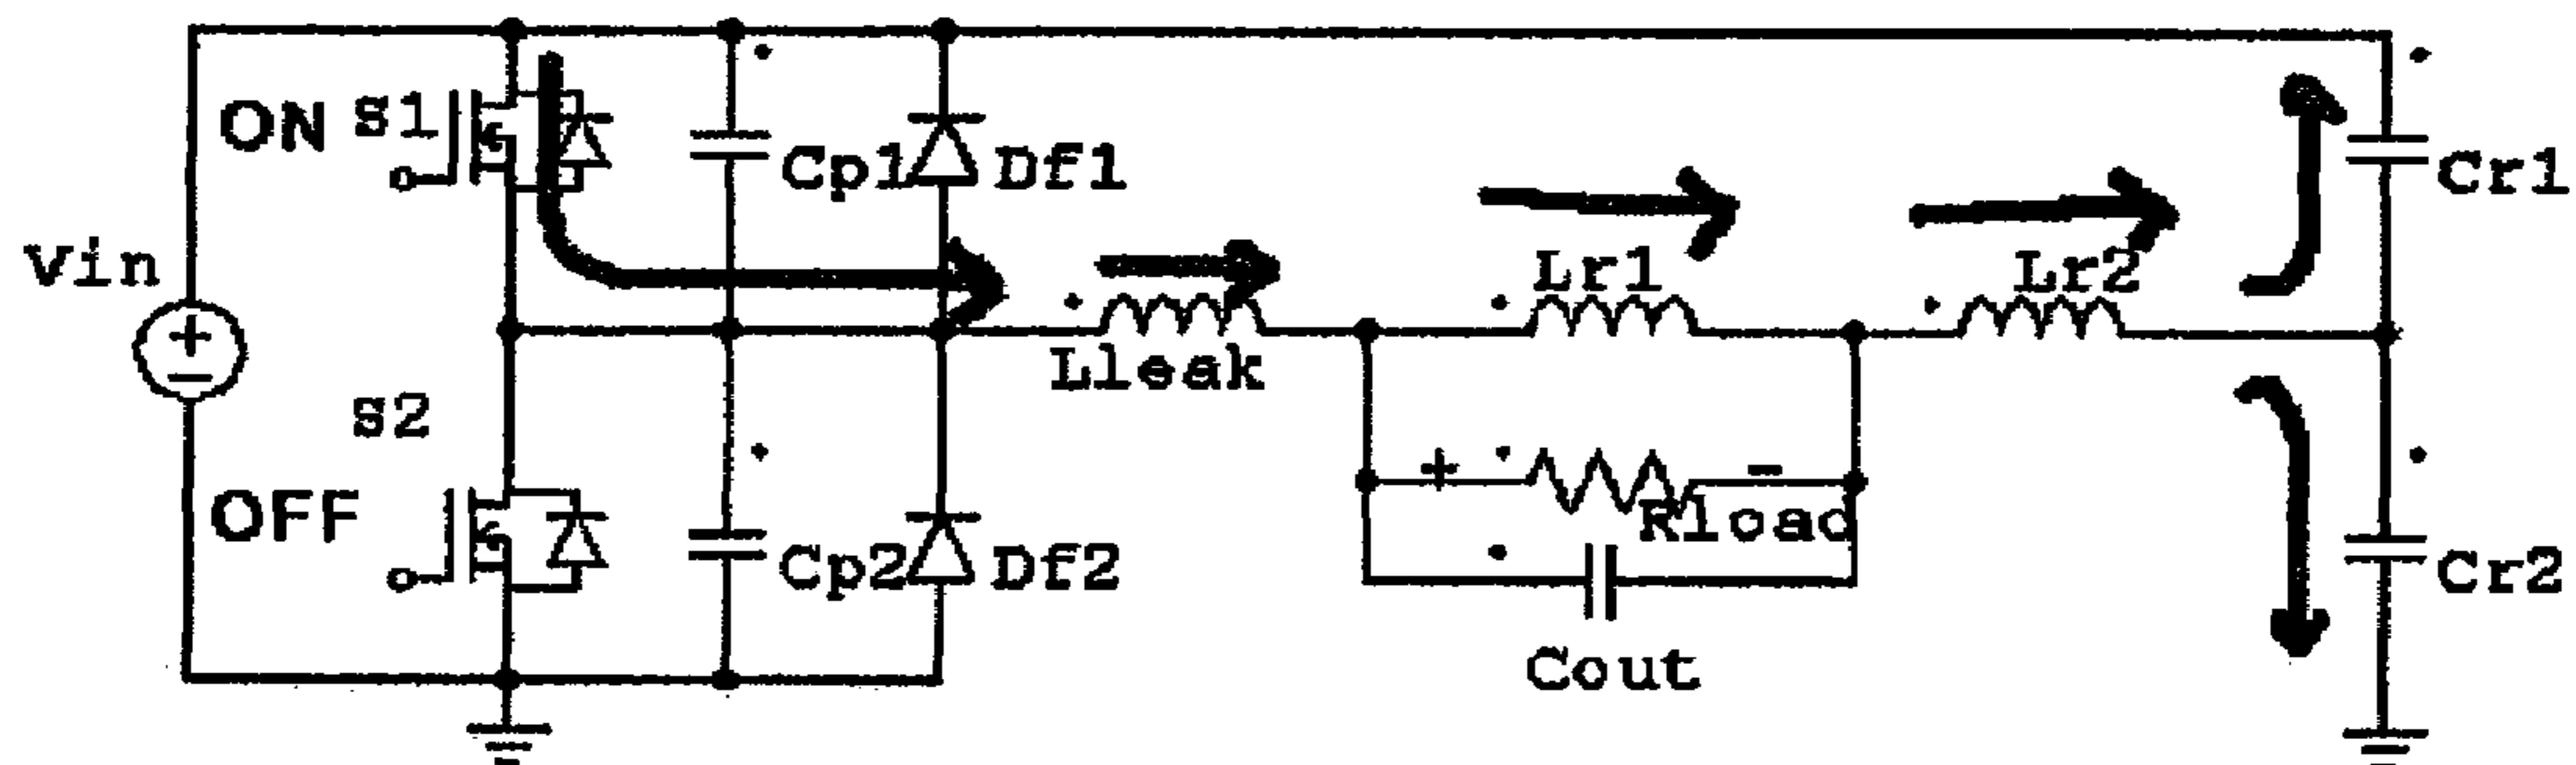 ON S1
Cp1
Df1
Cr1
Vin
Lleak
Lr1
Lr2
S2
OFF
Cp2
Df2
+
-
Rload
Cout
Cr2
+
-